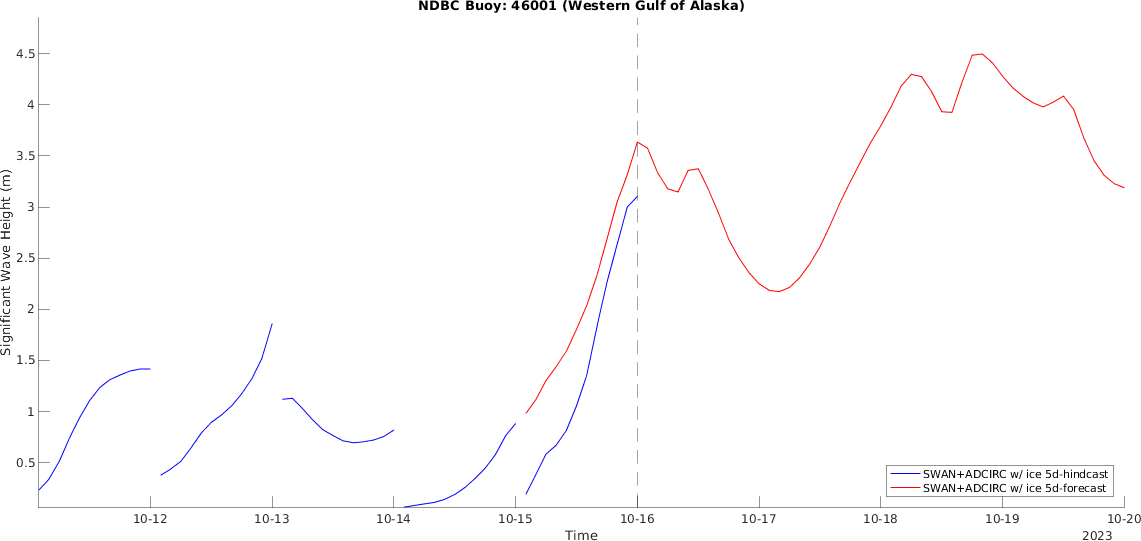 NDBC Buoy: 46001 (Western Gulf of Alaska)
4.5
4
3.5
3
2.5
2
1.5
1
0.5
Significant Wave Height (m)
SWAN+ADCIRC w/ ice 5d-hindcast
SWAN+ADCIRC w/ ice 5d-forecast
10-12 10-13 10-14 10-15 10-16 10-17 10-18 10-19 10-20
Time
2023